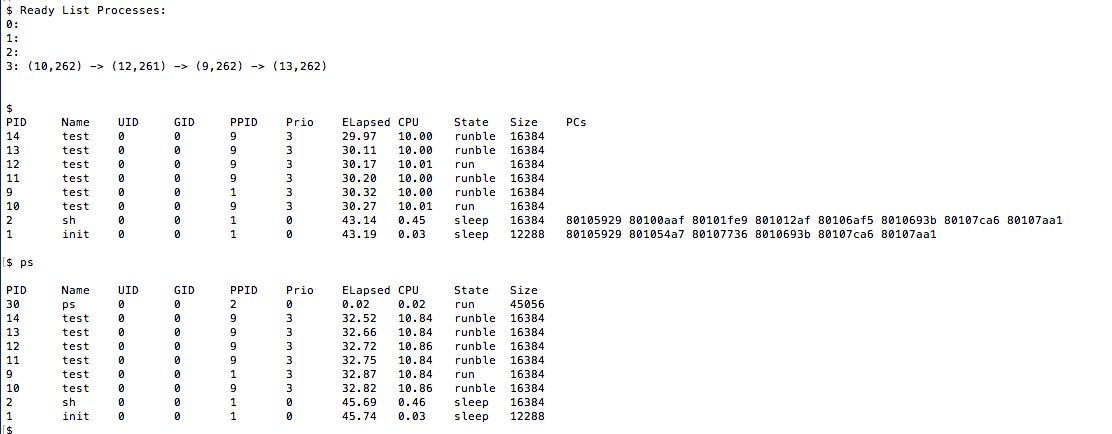 $ Ready List Processes:
0:
1:
2:
3: (10,262) -> (12,261) -> (9,262) -> (13,262)
$
PID Name UID GID PPID Prio ELapsed CPU State Size PCs
14 test 0 0 9 3 29.97 10.00 runble 16384
13 test 0 0 9 3 30.11 10.00 runble 16384
12 test 0 0 9 3 30.17 10.01 run 16384
11 test 0 0 9 3 30.20 10.00 runble 16384
9 test 0 0 1 3 30.32 10.00 runble 16384
10 test 0 0 9 3 30.27 10.01 run 16384
2 sh 0 0 1 0 43.14 0.45 sleep 16384 80105929 80100aaf 80101fe9 801012af 80106af5 8010693b 80107ca6 80107aa1
1 init 0 0 1 0 43.19 0.03 sleep 12288 80105929 801054a7 80107736 8010693b 80107ca6 80107aa1
$ ps
PID Name UID GID PPID Prio ELapsed CPU State Size
30 ps 0 0 2 0 0.02 0.02 run 45056
14 test 0 0 9 3 32.52 10.84 runble 16384
13 test 0 0 9 3 32.66 10.84 runble 16384
12 test 0 0 9 3 32.72 10.86 runble 16384
11 test 0 0 9 3 32.75 10.84 runble 16384
9 test 0 0 1 3 32.87 10.84 run 16384
10 test 0 0 9 3 32.82 10.86 runble 16384
2 sh 0 0 1 0 45.69 0.46 sleep 16384
1 init 0 0 1 0 45.74 0.03 sleep 12288
$